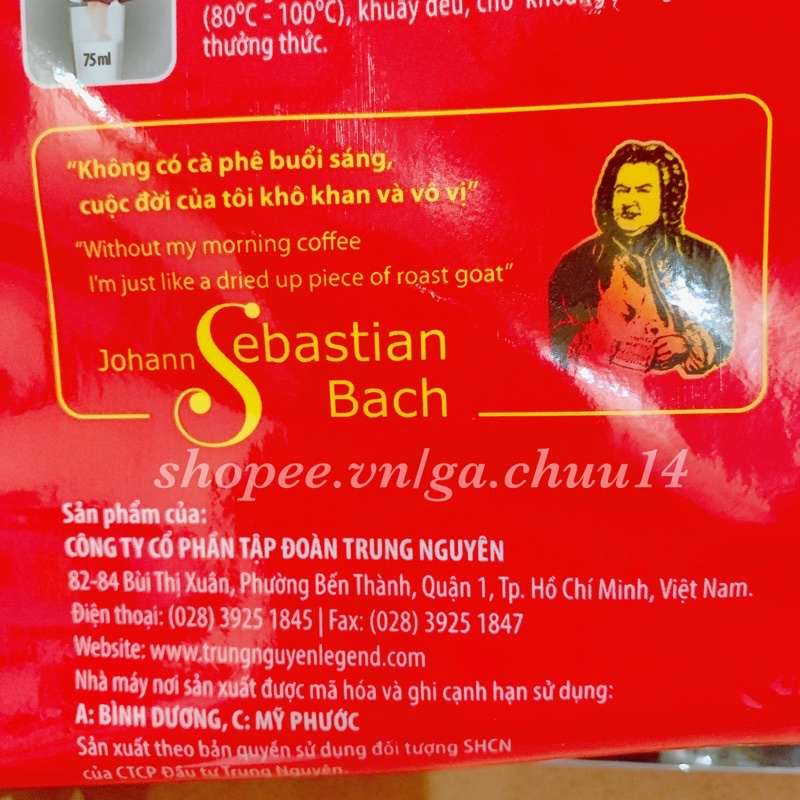 75 ml
(80°C - 100°C), khuấy đều, chờ khoảng
thưởng thức.
“Không có cà phê buổi sáng,
cuộc đời của tôi khô khan và vô vị”
“Without my morning coffee
I'm just like a dried up piece of roast goat”
Johann Sebastian
Bach
shopee.vn/ga.chuu14
Sản phẩm của:
CÔNG TY CỔ PHẦN TẬP ĐOÀN TRUNG NGUYÊN
82-84 Bùi Thị Xuân, Phường Bến Thành, Quận 1, Tp. Hồ Chí Minh, Việt Nam.
Điện thoại: (028) 3925 1845 | Fax: (028) 3925 1847
Website: www.trungnguyenlegend.com
Nhà máy nơi sản xuất được mã hóa và ghi cạnh hạn sử dụng:
A: BÌNH DƯƠNG, C: MỸ PHƯỚC
Sản xuất theo bản quyền sử dụng đối tượng SHCN
của CTCP Đầu tư Trung Nguyên.